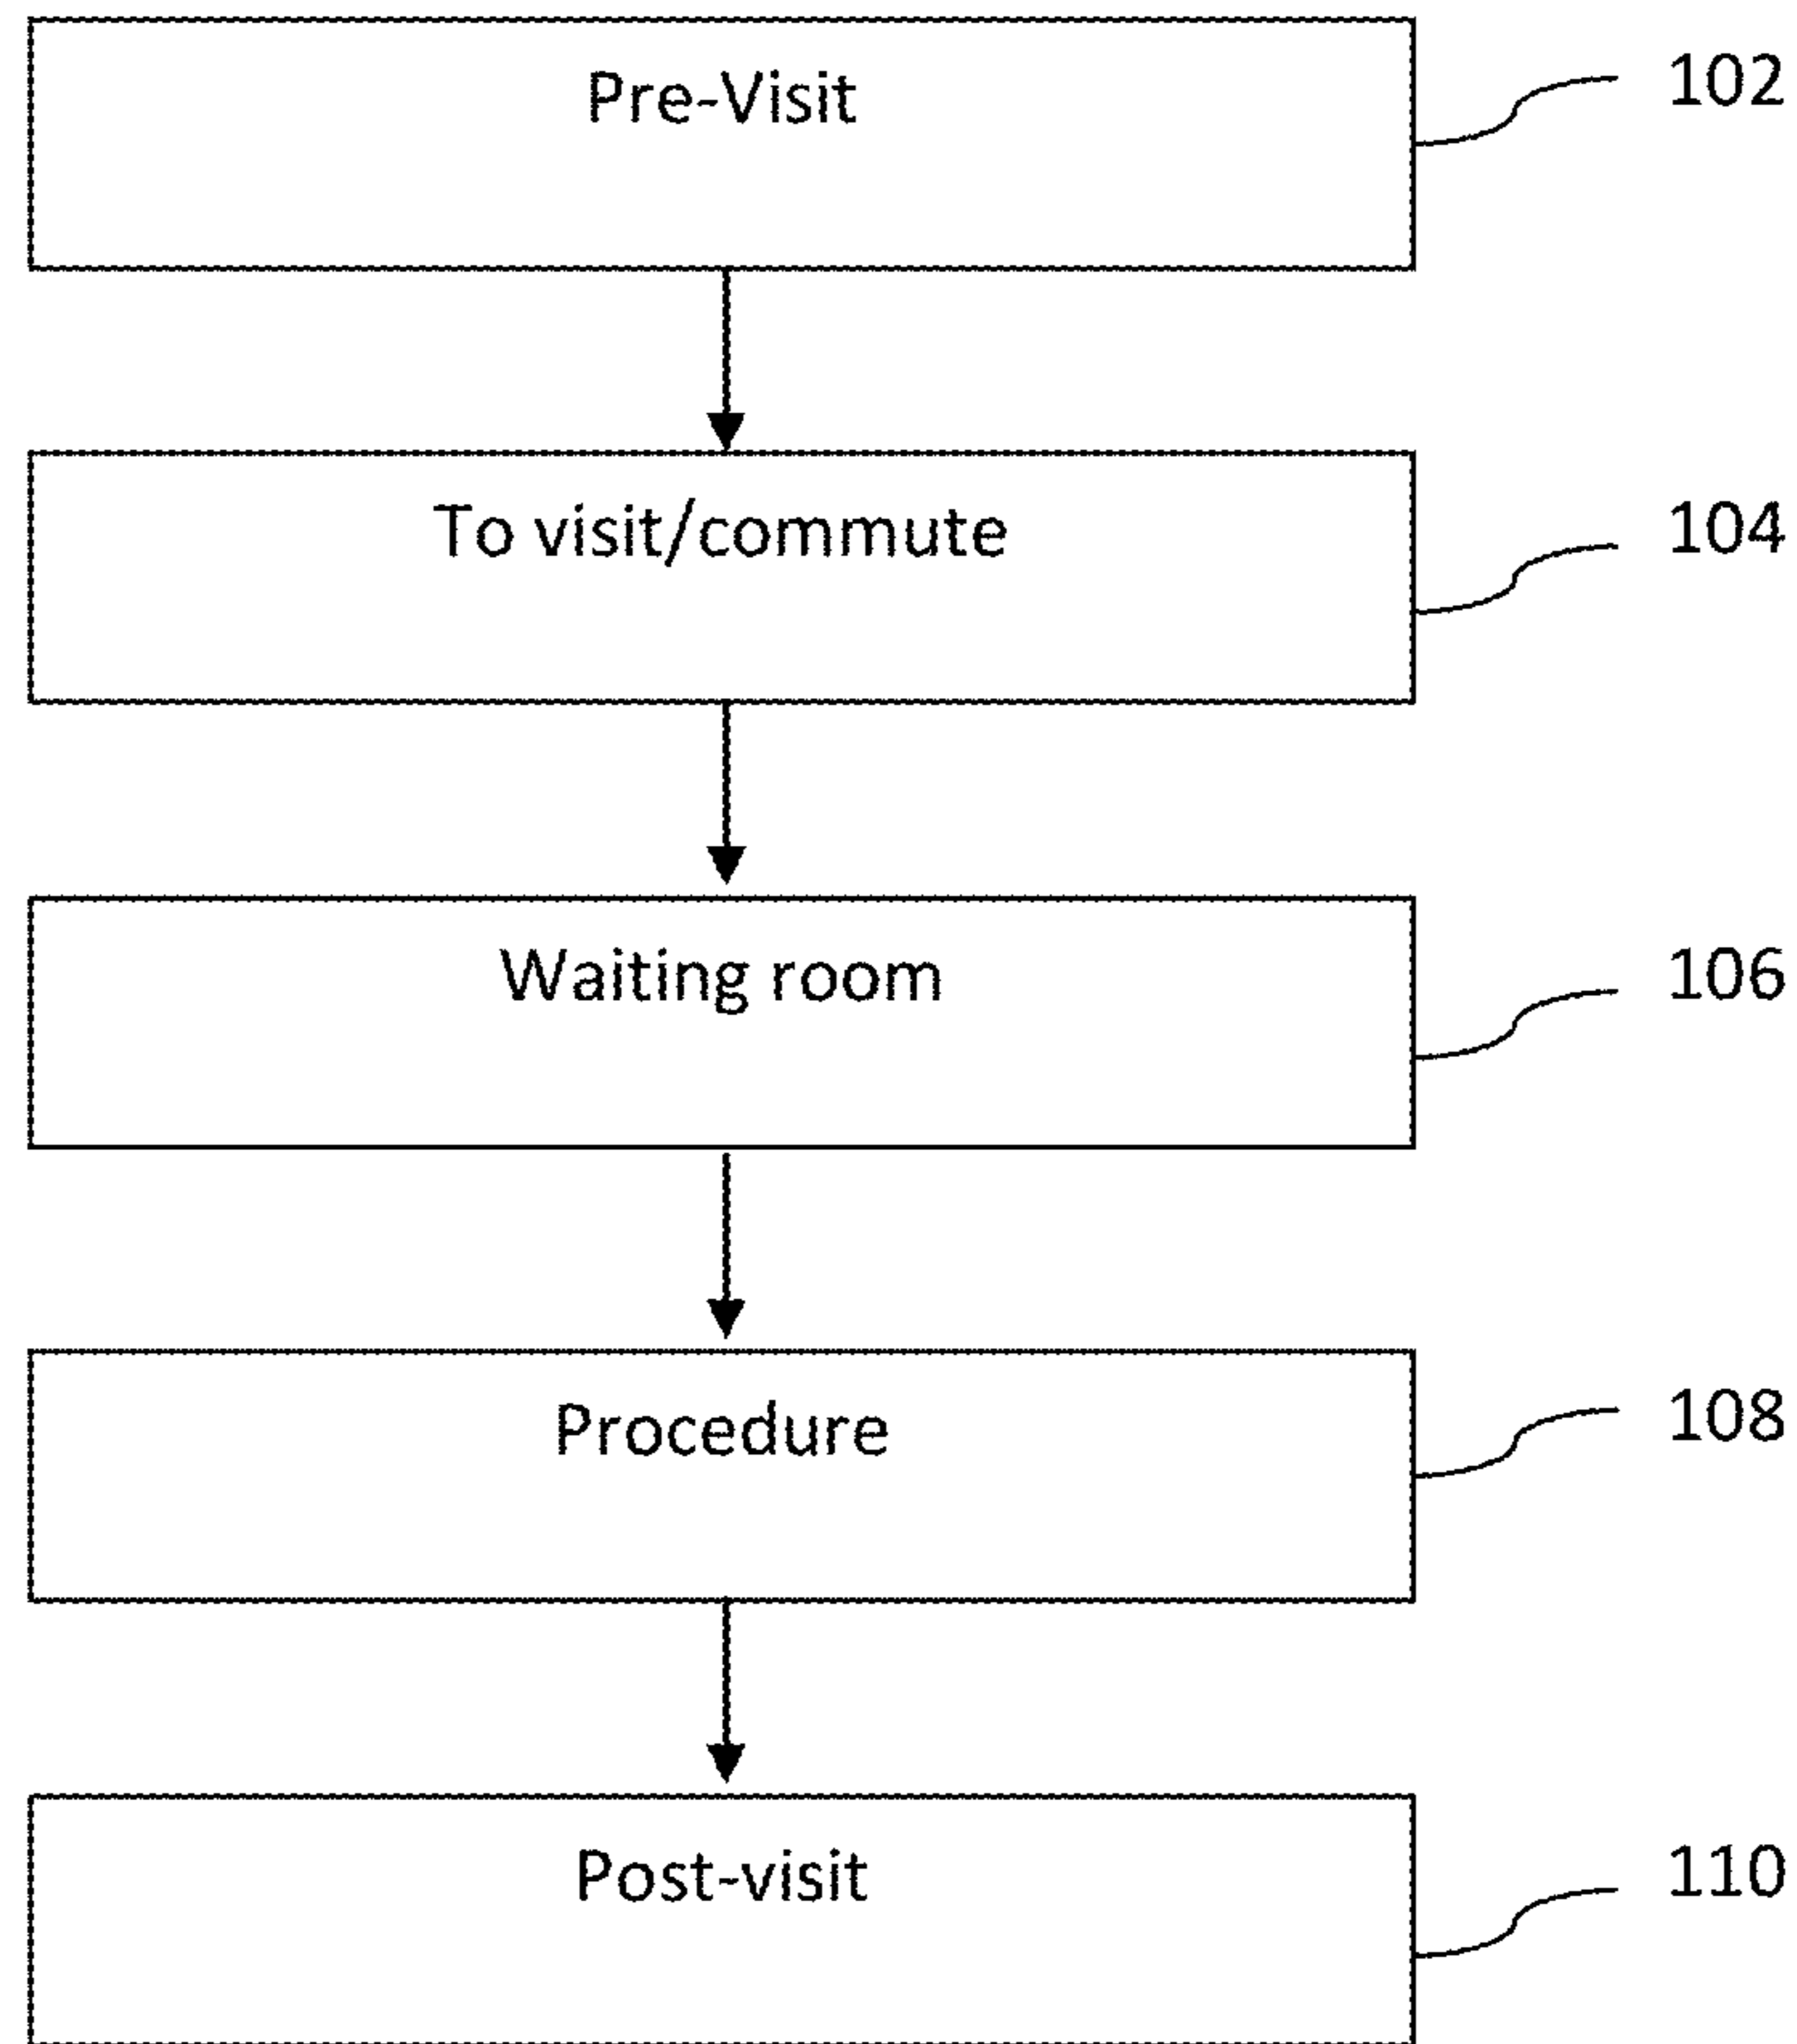 Pre-Visit
102
To visit/commute
104
Waiting room
106
Procedure
108
Post-visit
110